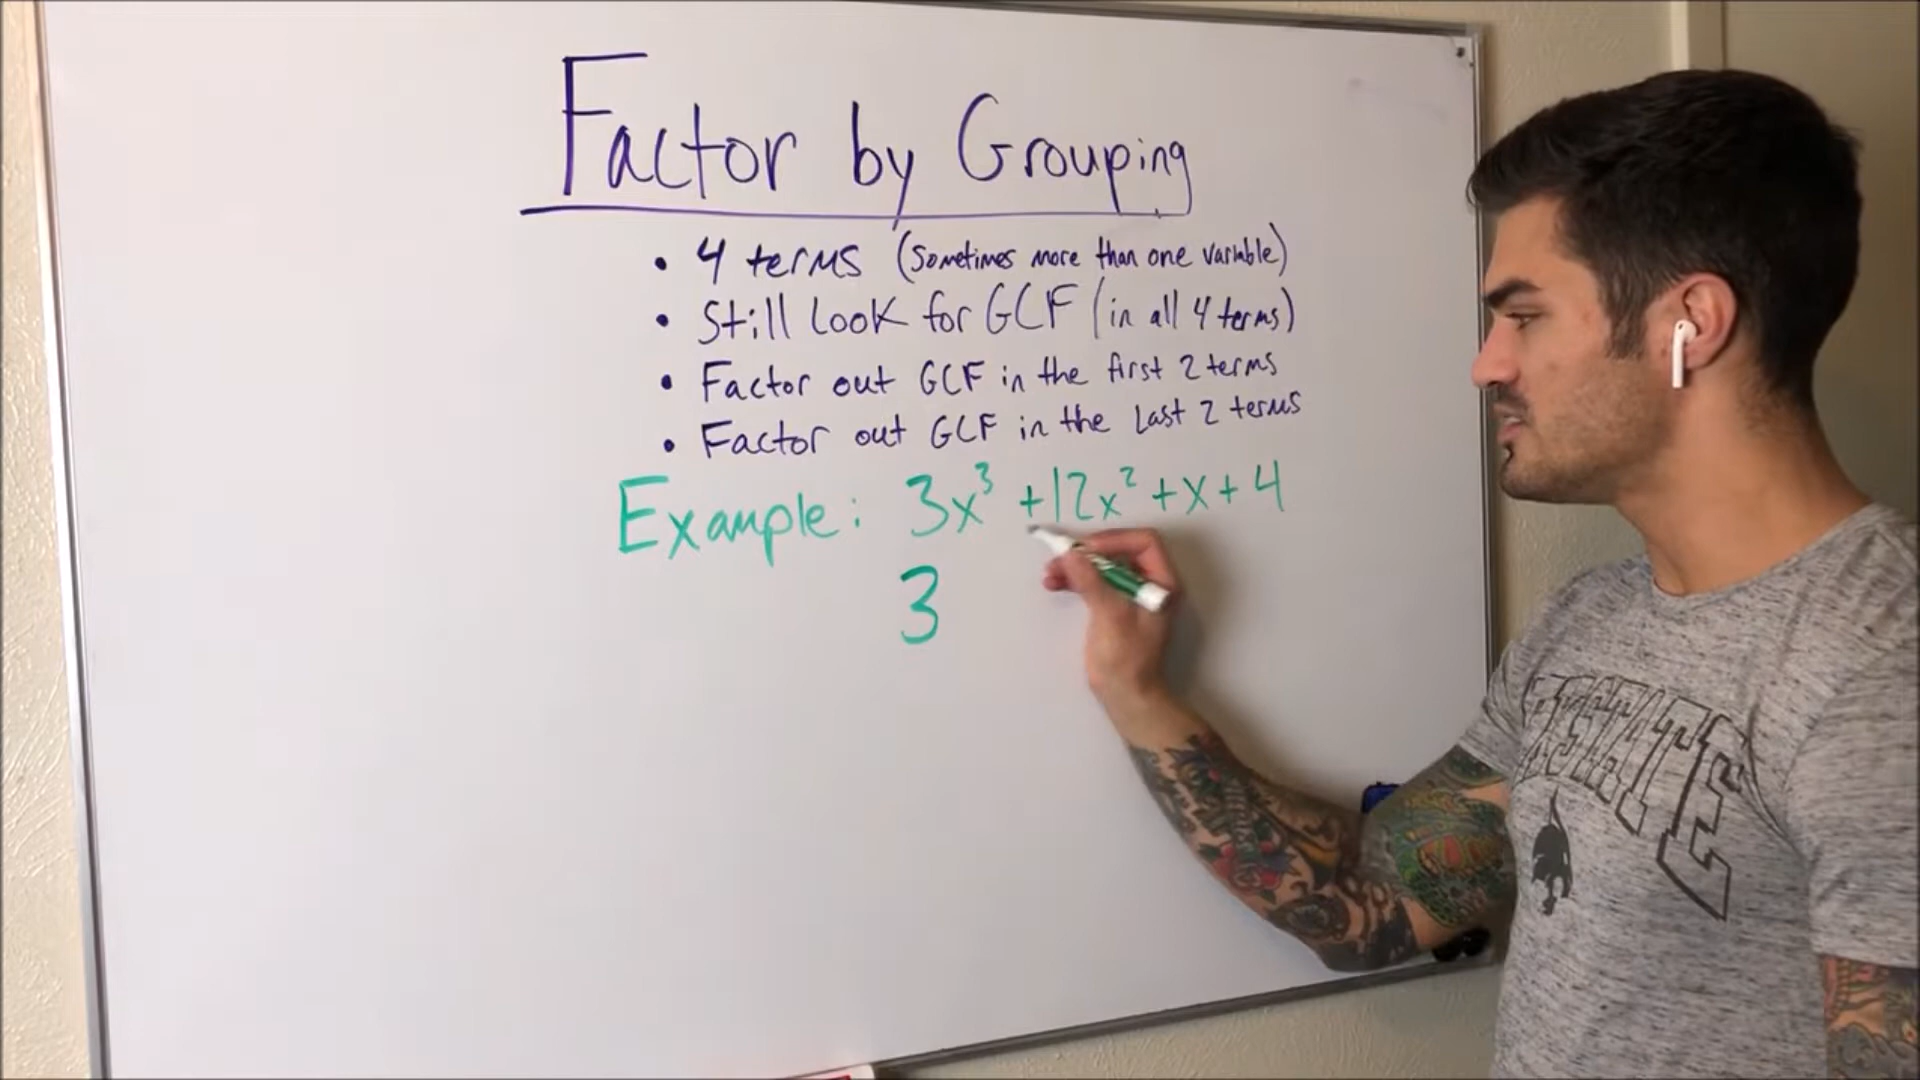 Factor by Grouping
• 4 terms (Sometimes more than one variable)
• Still Look for GCF (in all 4 terms)
• Factor out GCF in the first 2 terms
• Factor out GCF in the Last 2 terms
Example: 3x³ +12x² +x+4
3